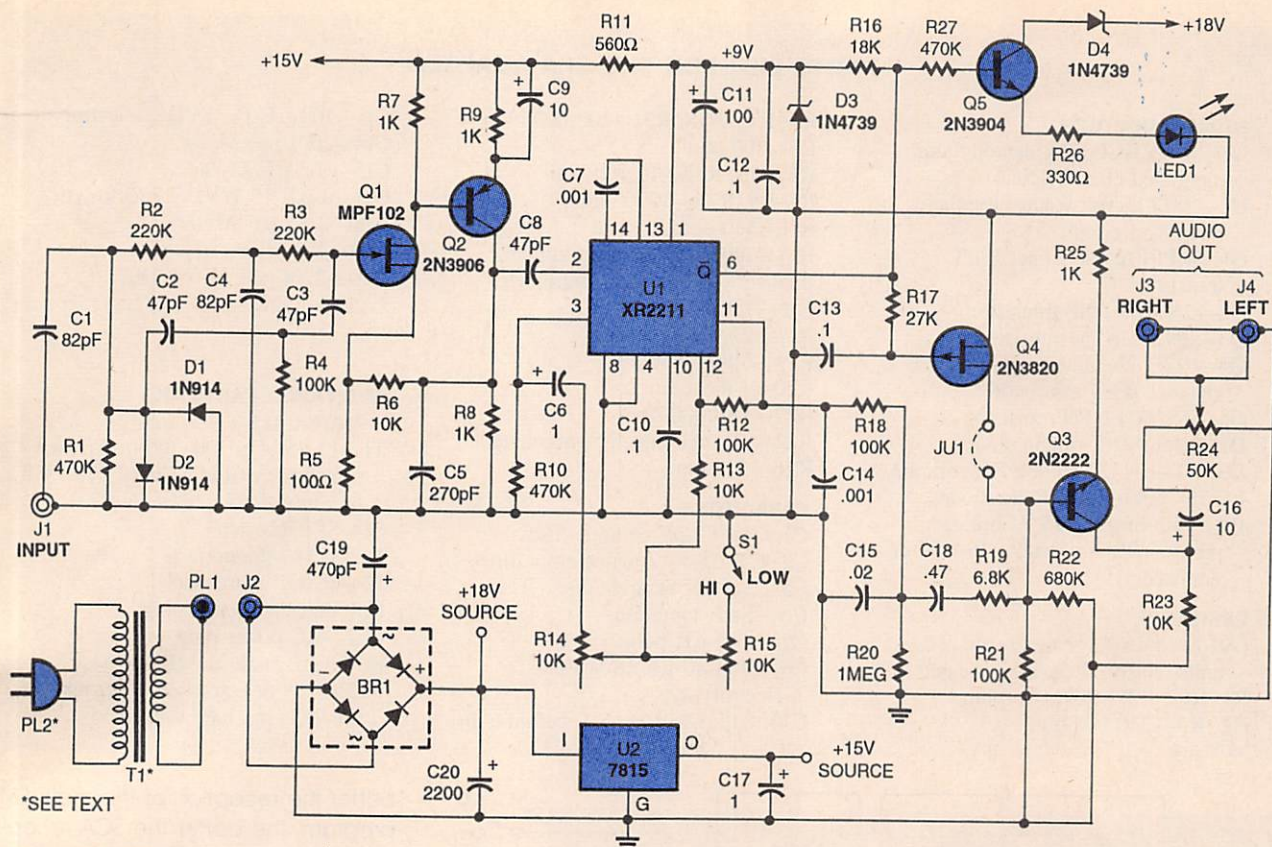 R11
560Ω
R16
18K
R27
470K
D4
1N4739
+18V
+15V
+9V
R7
1K
R9
1K
+
C9
10
+
C11
100
D3
1N4739
Q5
2N3904
R26
330Ω
LED1
C7
.001
C12
.1
Q1
MPF102
Q2
2N3906
R2
220K
R3
220K
C8
47pF
14
13
1
AUDIO
OUT
C2
47pF
C4
82pF
C3
47pF
2
Q̅
6
U1
XR2211
3
11
R25
1K
J3
RIGHT
J4
LEFT
C1
82pF
R17
27K
C13
.1
8
4
10
12
Q4
2N3820
D1
1N914
R4
100K
R6
10K
+
C6
1
R12
100K
R18
100K
R8
1K
C10
.1
JU1
Q3
2N2222
R24
50K
R1
470K
D2
1N914
R5
100Ω
C5
270pF
R10
470K
R13
10K
C14
.001
C16
10
+
J1
INPUT
C19
470pF
+
S1
LOW
HI
C15
.02
C18
.47
R19
6.8K
R22
680K
PL1
J2
+18V
SOURCE
R23
10K
R14
10K
R15
10K
R20
1MEG
R21
100K
~
−
+
BR1
~
PL2*
T1*
I
U2
7815
O
G
+15V
SOURCE
C20
2200
+
C17
1
+
*SEE TEXT